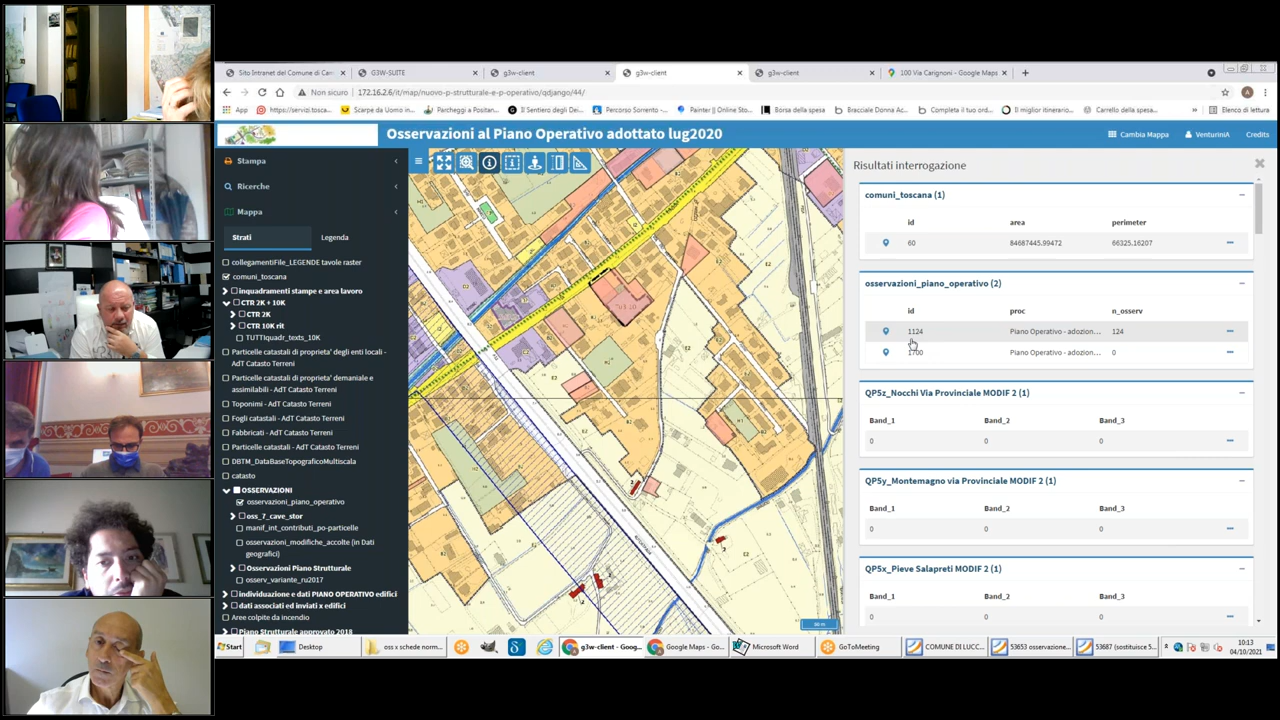 Sito Intranet del Comune di Cam
G3W-SUITE
g3w-client
g3w-client
g3w-client
100 Via Carignoni - Google Maps
Non sicuro
172.16.2.6/it/map/nuovo-p-strutturale-e-p-operativo/qdjango/44/
App
https://servizi.tosca...
Scarpe da Uomo in...
Parcheggi a Positan...
Il Sentiero degli Dei...
Percorso Sorrento -...
Painter || Online Sto...
Borsa della spesa
Bracciale Donna Ac...
Completa il tuo ord...
Il miglior itinerario...
Carrello della spesa...
»
Elenco di lettura
Osservazioni al Piano Operativo adottato lug2020
Cambia Mappa
VenturiniA
Credits
Stampa
Ricerche
Mappa
Strati
Legenda
collegamentiFile_LEGENDE tavole raster
comuni_toscana
inquadramenti stampe e area lavoro
CTR 2K + 10K
CTR 2K
CTR 10K rit
TUTTIquadr_texts_10K
Particelle catastali di proprieta' degli enti locali -
AdT Catasto Terreni
Particelle catastali di proprieta' demaniale e
assimilabili - AdT Catasto Terreni
Toponimi - AdT Catasto Terreni
Fogli catastali - AdT Catasto Terreni
Fabbricati - AdT Catasto Terreni
Particelle catastali - AdT Catasto Terreni
DBTM_DataBaseTopograficoMultiscala
catasto
OSSERVAZIONI
osservazioni_piano_operativo
oss_7_cave_stor
manif_int_contributi_po-particelle
osservazioni_modifiche_accolte (in Dati
geografici)
Osservazioni Piano Strutturale
osserv_variante_ru2017
individuazione e dati PIANO OPERATIVO edifici
dati associati ed inviati x edifici
Aree colpite da incendio
Piano Strutturale approvato 2018
50 m
Risultati interrogazione
comuni_toscana (1)
id area perimeter
60 84687445.99472 66325.16207
osservazioni_piano_operativo (2)
id proc n_osserv
1124 Piano Operativo - adozion... 124
1700 Piano Operativo - adozion... 0
QP5z_Nocchi Via Provinciale MODIF 2 (1)
Band_1 Band_2 Band_3
0 0 0
QP5y_Montemagno via Provinciale MODIF 2 (1)
Band_1 Band_2 Band_3
0 0 0
QP5x_Pieve Salapreti MODIF 2 (1)
Band_1 Band_2 Band_3
0 0 0
Start
Desktop
oss x schede norm...
g3w-client - Goog...
Google Maps - Go...
Microsoft Word
GoToMeeting
COMUNE DI LUCC...
53653 osservazione...
53687 (sostituisce 5...
10:13
04/10/2021